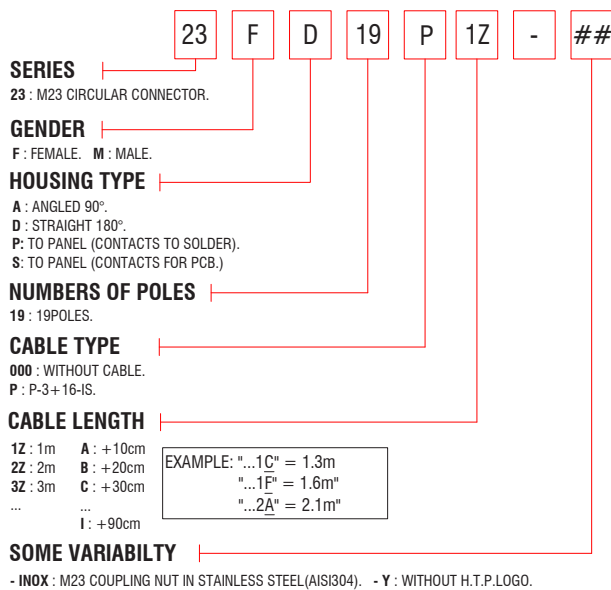 23 F D 19 P 1Z - ##
SERIES
23 : M23 CIRCULAR CONNECTOR.
GENDER
F : FEMALE. M : MALE.
HOUSING TYPE
A : ANGLED 90°.
D : STRAIGHT 180°.
P: TO PANEL (CONTACTS TO SOLDER).
S: TO PANEL (CONTACTS FOR PCB.)
NUMBERS OF POLES
19 : 19POLES.
CABLE TYPE
000 : WITHOUT CABLE.
P : P-3+16-IS.
CABLE LENGTH
1Z : 1m A : +10cm
2Z : 2m B : +20cm
3Z : 3m C : +30cm
... ...
I : +90cm
EXAMPLE: "...1C" = 1.3m
"...1F" = 1.6m"
"...2A" = 2.1m"
SOME VARIABILTY
- INOX : M23 COUPLING NUT IN STAINLESS STEEL(AISI304). - Y : WITHOUT H.T.P.LOGO.